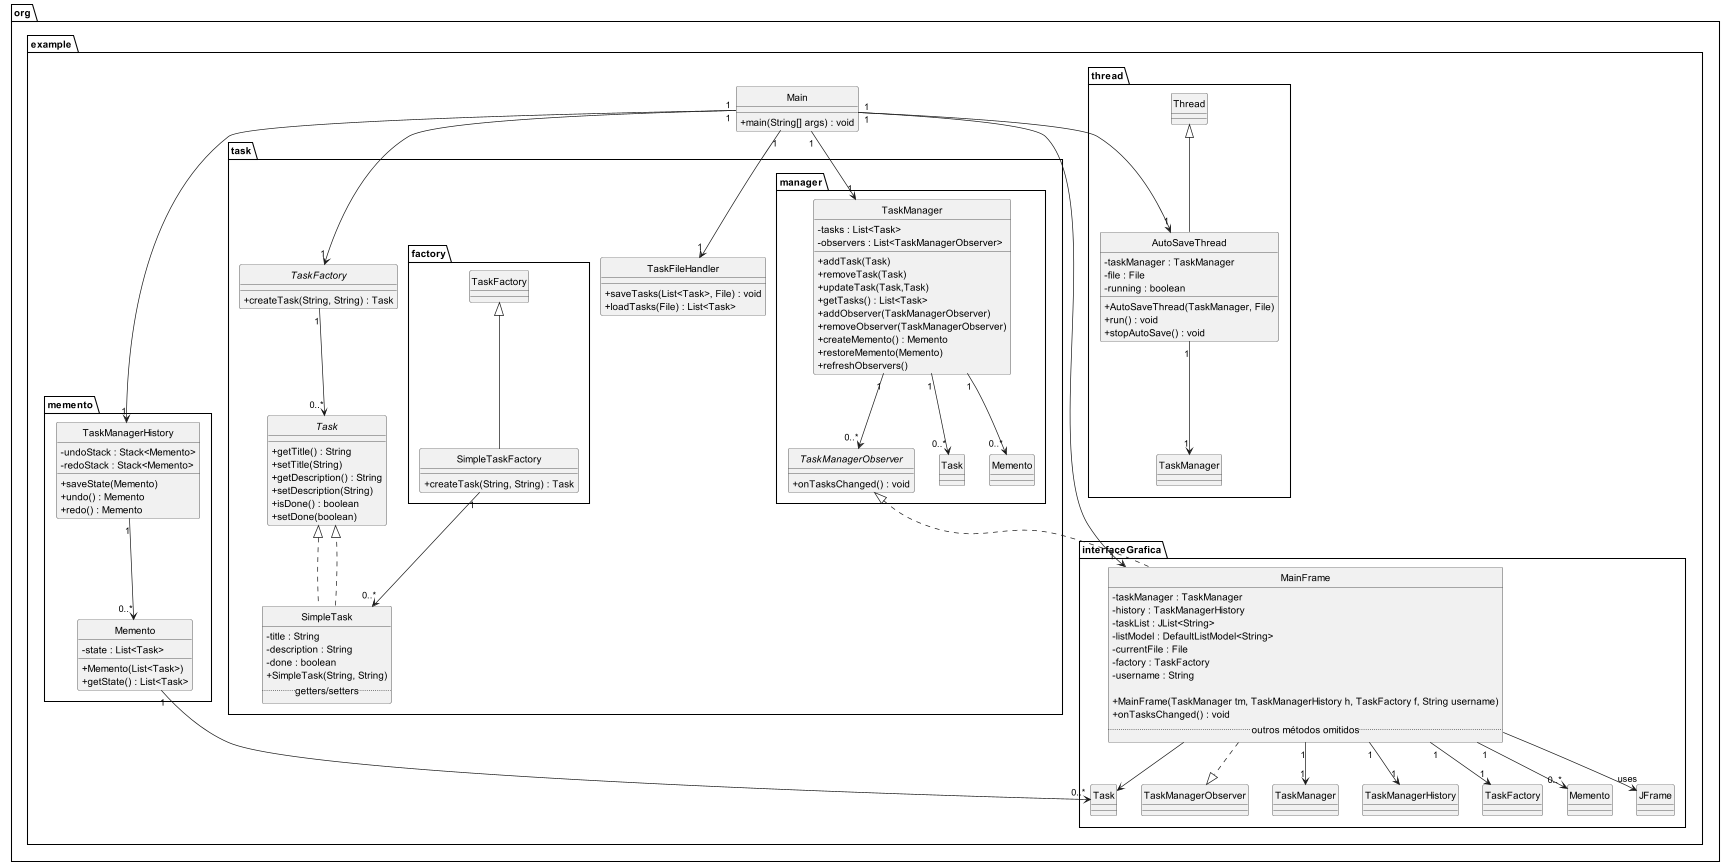 org
example
Main
+main(String[] args) : void
1
1
1
1
1
1
thread
Thread
1
AutoSaveThread
-taskManager : TaskManager
-file : File
-running : boolean
+AutoSaveThread(TaskManager, File)
+run() : void
+stopAutoSave() : void
1
1
TaskManager
task
1
TaskFactory
+createTask(String, String) : Task
1
0..*
Task
+getTitle() : String
+setTitle(String)
+getDescription() : String
+setDescription(String)
+isDone() : boolean
+setDone(boolean)
SimpleTask
-title : String
-description : String
-done : boolean
+SimpleTask(String, String)
getters/setters
factory
TaskFactory
SimpleTaskFactory
+createTask(String, String) : Task
1
0..*
1
TaskFileHandler
+saveTasks(List<Task>, File) : void
+loadTasks(File) : List<Task>
manager
1
TaskManager
-tasks : List<Task>
-observers : List<TaskManagerObserver>
+addTask(Task)
+removeTask(Task)
+updateTask(Task,Task)
+getTasks() : List<Task>
+addObserver(TaskManagerObserver)
+removeObserver(TaskManagerObserver)
+createMemento() : Memento
+restoreMemento(Memento)
+refreshObservers()
1
1
1
0..*
0..*
0..*
TaskManagerObserver
+onTasksChanged() : void
Task
Memento
memento
1
TaskManagerHistory
-undoStack : Stack<Memento>
-redoStack : Stack<Memento>
+saveState(Memento)
+undo() : Memento
+redo() : Memento
1
0..*
Memento
-state : List<Task>
+Memento(List<Task>)
+getState() : List<Task>
1
interfaceGrafica
MainFrame
-taskManager : TaskManager
-history : TaskManagerHistory
-taskList : JList<String>
-listModel : DefaultListModel<String>
-currentFile : File
-factory : TaskFactory
-username : String
+MainFrame(TaskManager tm, TaskManagerHistory h, TaskFactory f, String username)
+onTasksChanged() : void
outros métodos omitidos
1
1
1
1
1
1
1
0..*
uses
0..*
Task
TaskManagerObserver
TaskManager
TaskManagerHistory
TaskFactory
Memento
JFrame